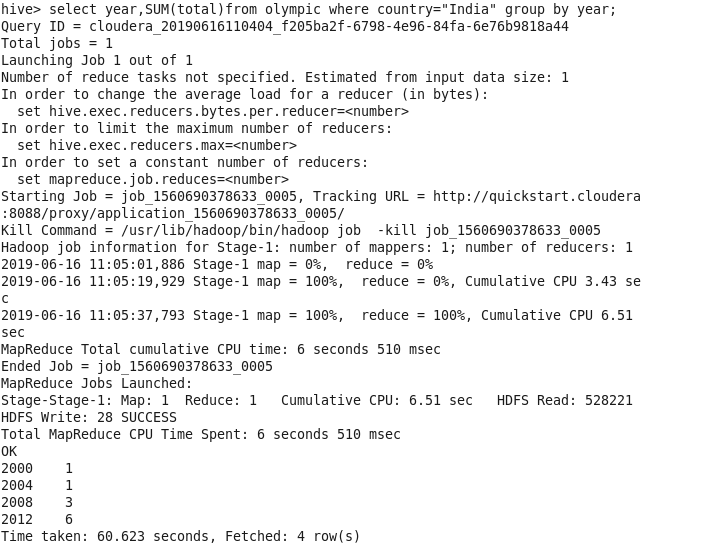 hive> select year,SUM(total)from olympic where country="India" group by year;
Query ID = cloudera_20190616110404_f205ba2f-6798-4e96-84fa-6e76b9818a44
Total jobs = 1
Launching Job 1 out of 1
Number of reduce tasks not specified. Estimated from input data size: 1
In order to change the average load for a reducer (in bytes):
  set hive.exec.reducers.bytes.per.reducer=<number>
In order to limit the maximum number of reducers:
  set hive.exec.reducers.max=<number>
In order to set a constant number of reducers:
  set mapreduce.job.reduces=<number>
Starting Job = job_1560690378633_0005, Tracking URL = http://quickstart.cloudera
:8088/proxy/application_1560690378633_0005/
Kill Command = /usr/lib/hadoop/bin/hadoop job  -kill job_1560690378633_0005
Hadoop job information for Stage-1: number of mappers: 1; number of reducers: 1
2019-06-16 11:05:01,886 Stage-1 map = 0%,  reduce = 0%
2019-06-16 11:05:19,929 Stage-1 map = 100%,  reduce = 0%, Cumulative CPU 3.43 se
c
2019-06-16 11:05:37,793 Stage-1 map = 100%,  reduce = 100%, Cumulative CPU 6.51
sec
MapReduce Total cumulative CPU time: 6 seconds 510 msec
Ended Job = job_1560690378633_0005
MapReduce Jobs Launched:
Stage-Stage-1: Map: 1  Reduce: 1   Cumulative CPU: 6.51 sec   HDFS Read: 528221
HDFS Write: 28 SUCCESS
Total MapReduce CPU Time Spent: 6 seconds 510 msec
OK
2000    1
2004    1
2008    3
2012    6
Time taken: 60.623 seconds, Fetched: 4 row(s)